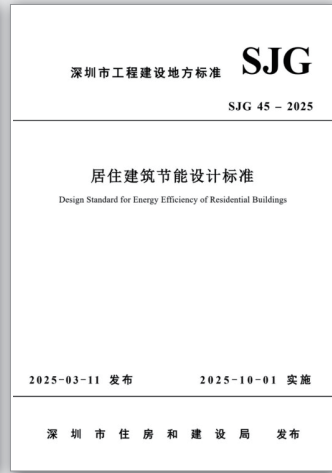 深圳市工程建设地方标准 SJG
SJG 45 – 2025
居住建筑节能设计标准
Design Standard for Energy Efficiency of Residential Buildings
2025-03-11 发布 2025-10-01 实施
深圳市住房和建设局 发布